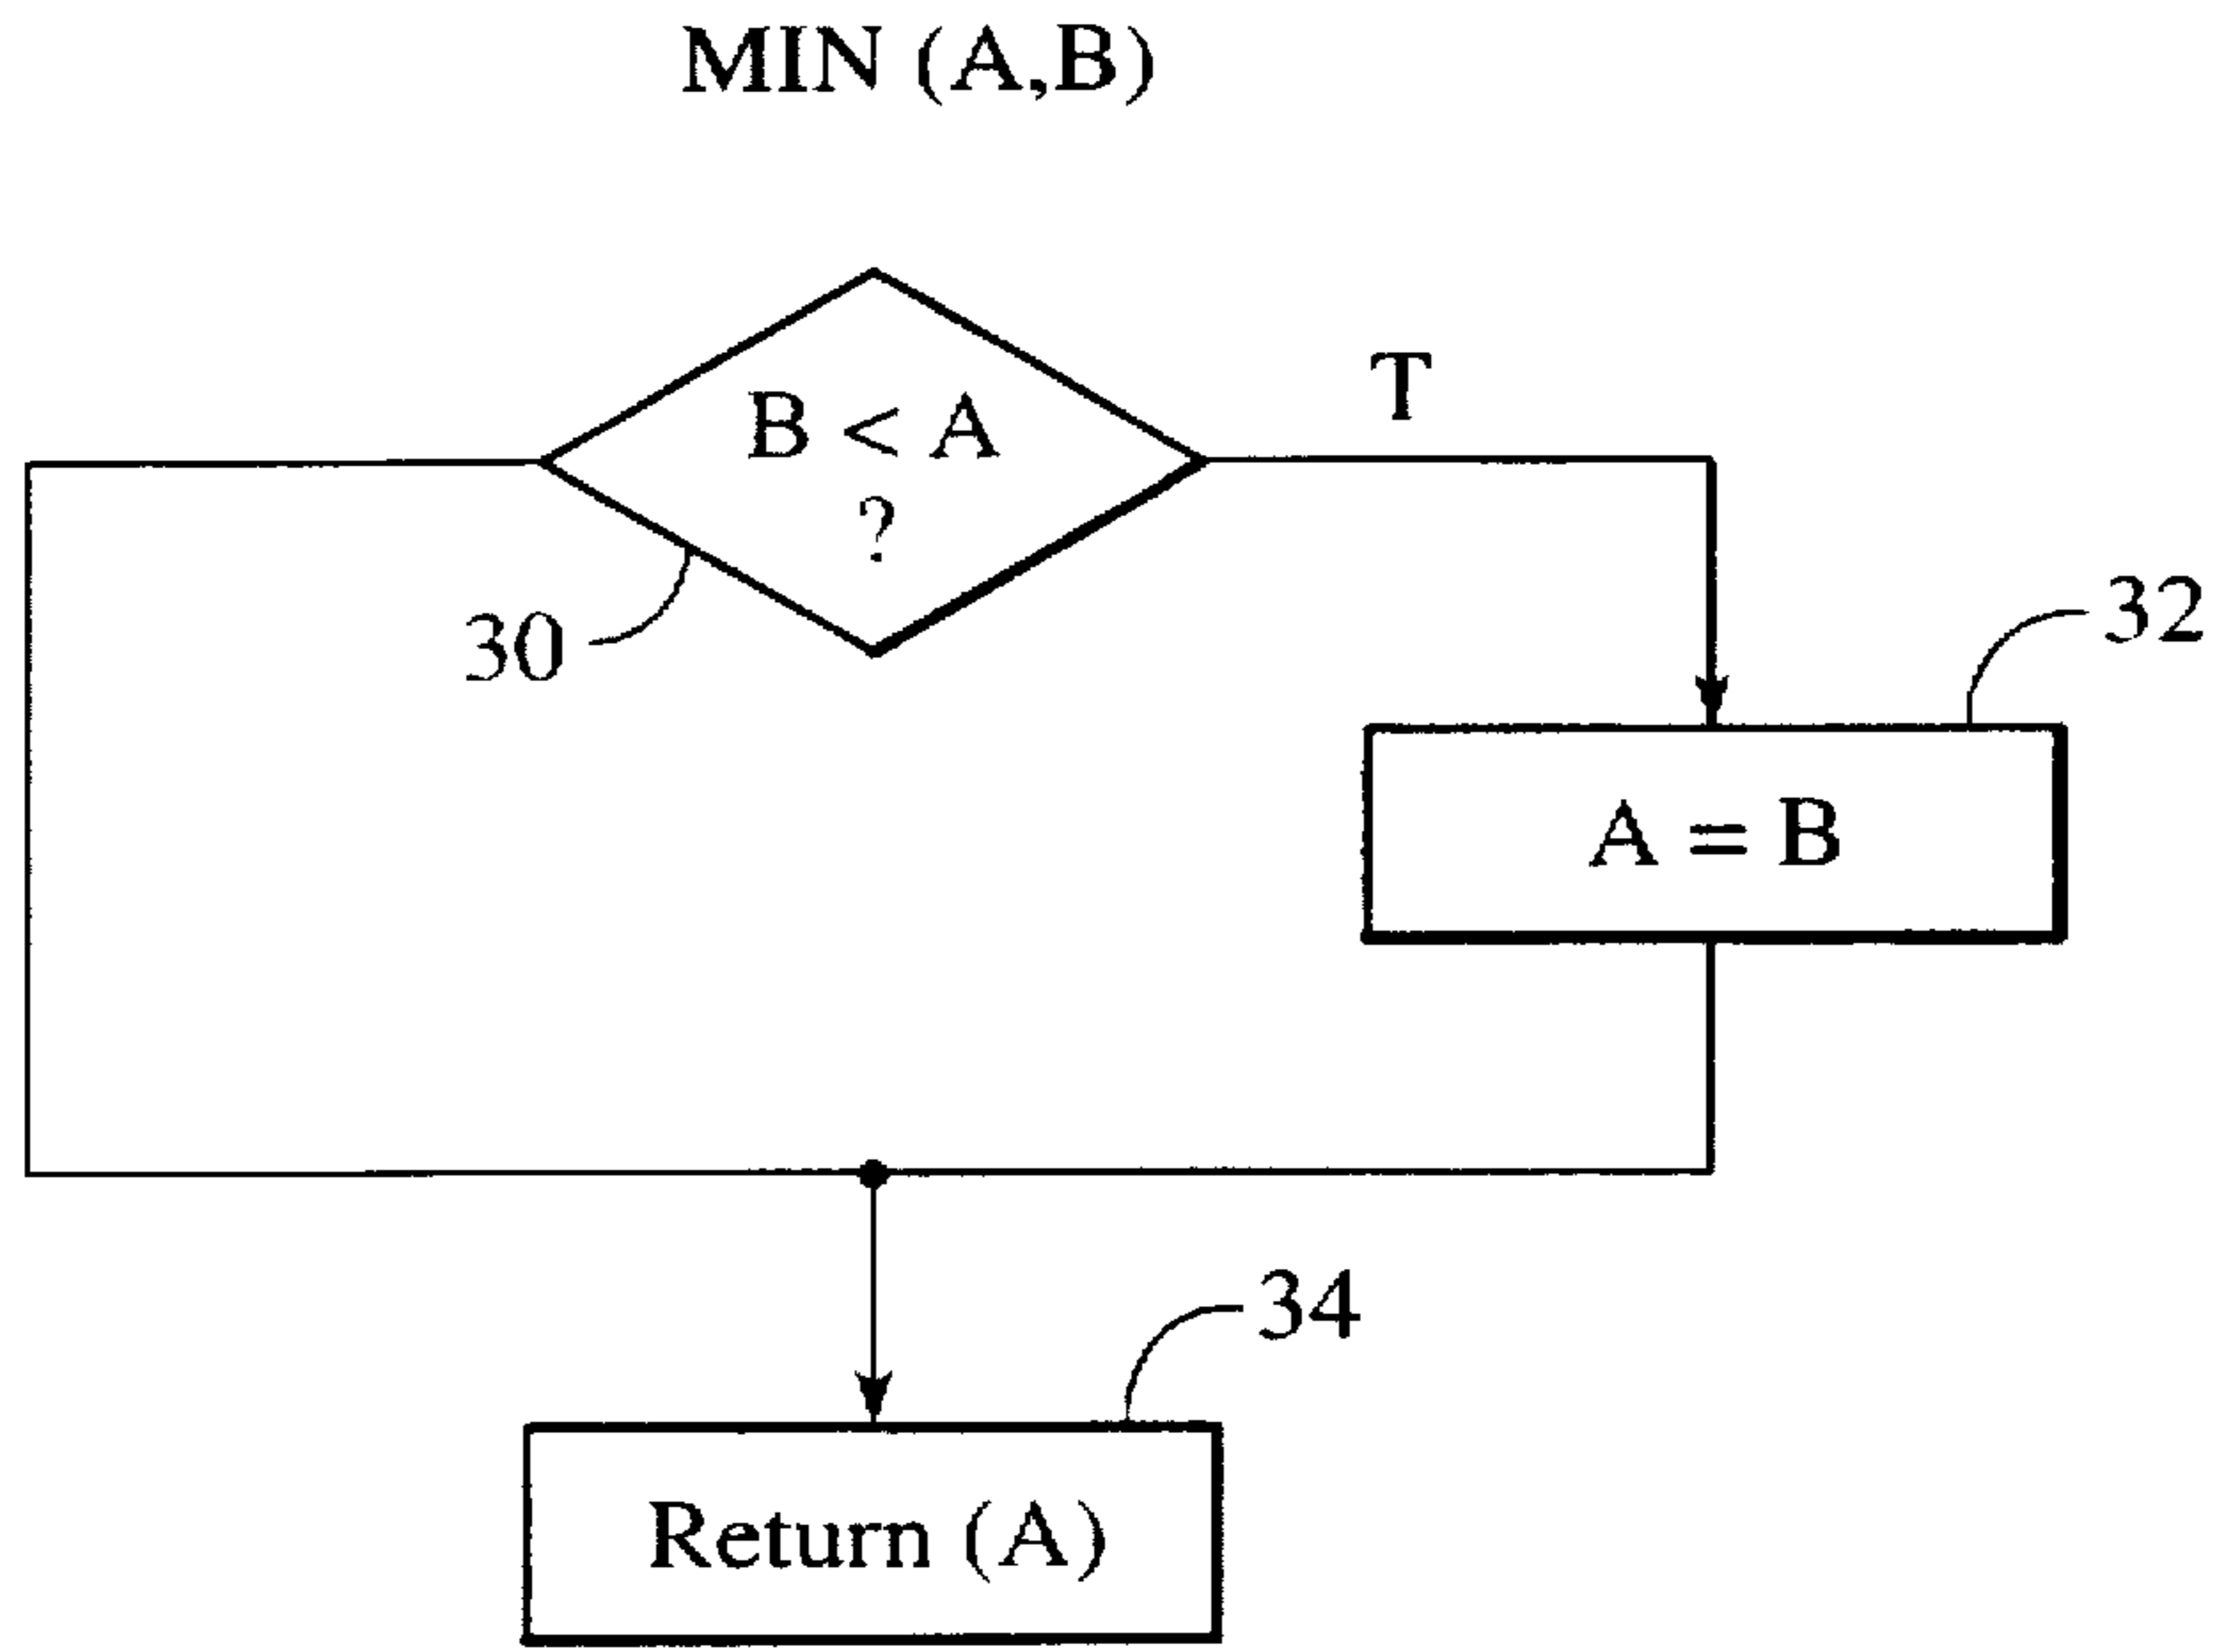 MIN (A,B)
B < A
?
T
30
32
A = B
34
Return (A)